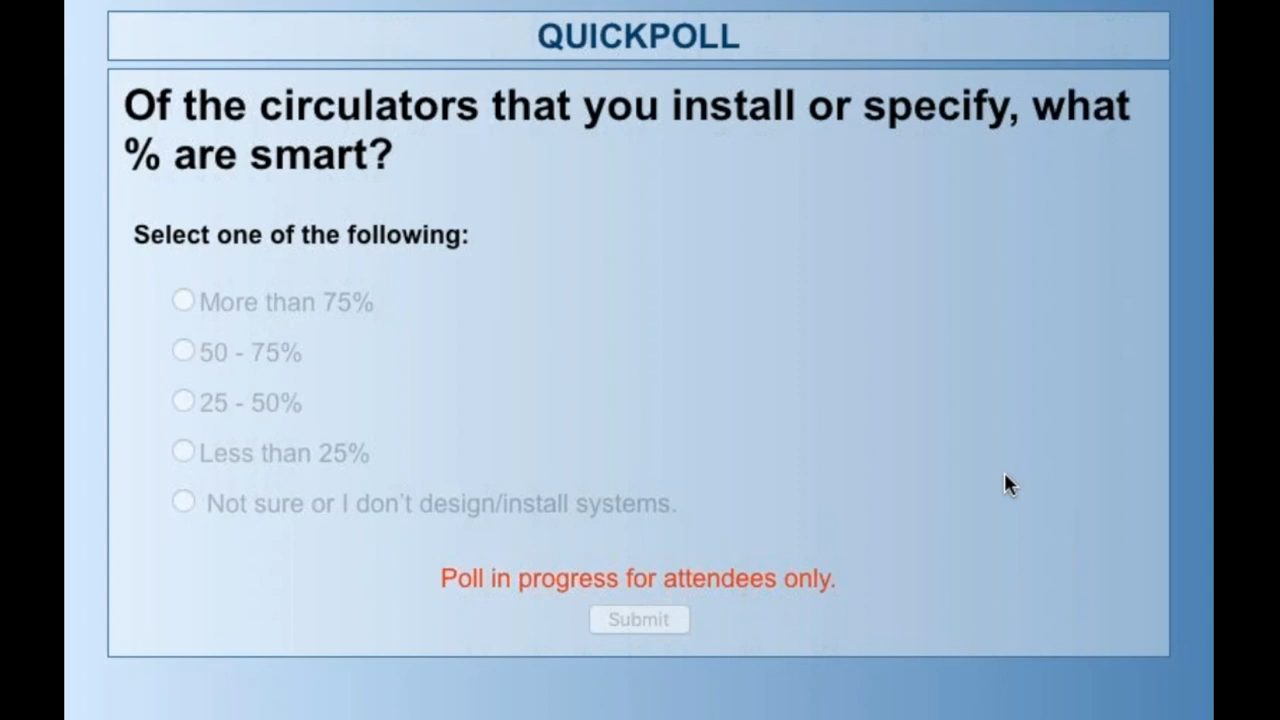 QUICKPOLL
Of the circulators that you install or specify, what
% are smart?
Select one of the following:
More than 75%
50 - 75%
25 - 50%
Less than 25%
Not sure or I don't design/install systems.
Poll in progress for attendees only.
Submit